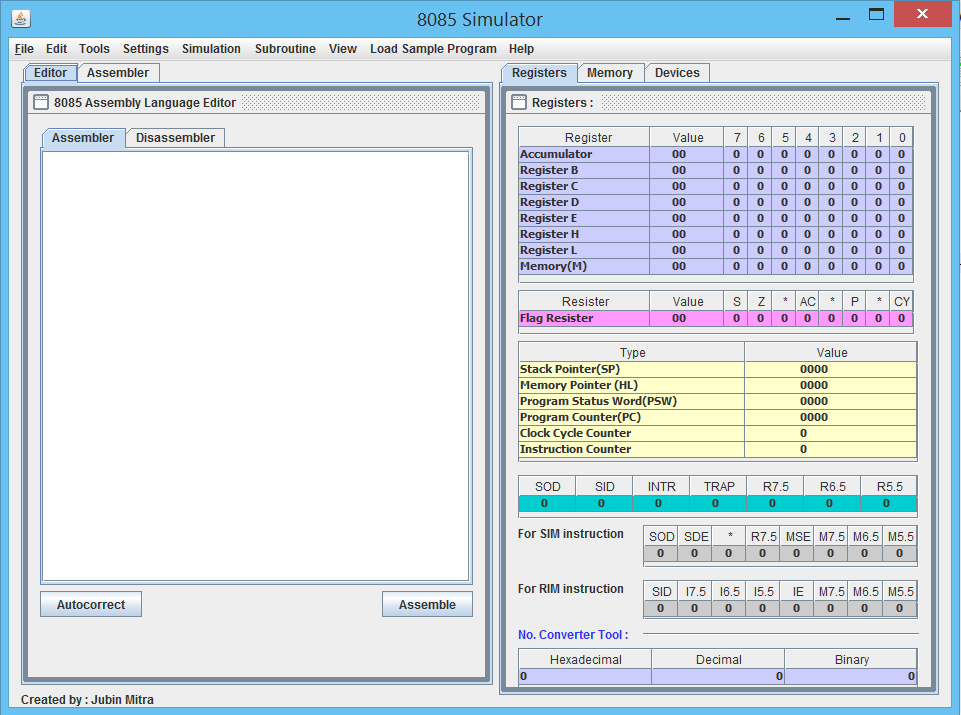 8085 Simulator
File Edit Tools Settings Simulation Subroutine View Load Sample Program Help
Editor Assembler
8085 Assembly Language Editor
Assembler Disassembler
Autocorrect Assemble
Created by : Jubin Mitra
Registers Memory Devices
Registers :
Register Value 7 6 5 4 3 2 1 0
Accumulator 00 0 0 0 0 0 0 0 0
Register B 00 0 0 0 0 0 0 0 0
Register C 00 0 0 0 0 0 0 0 0
Register D 00 0 0 0 0 0 0 0 0
Register E 00 0 0 0 0 0 0 0 0
Register H 00 0 0 0 0 0 0 0 0
Register L 00 0 0 0 0 0 0 0 0
Memory(M) 00 0 0 0 0 0 0 0 0
Resister Value S Z * AC * P * CY
Flag Resister 00 0 0 0 0 0 0 0 0
Type Value
Stack Pointer(SP) 0000
Memory Pointer (HL) 0000
Program Status Word(PSW) 0000
Program Counter(PC) 0000
Clock Cycle Counter 0
Instruction Counter 0
SOD SID INTR TRAP R7.5 R6.5 R5.5
0 0 0 0 0 0 0
For SIM instruction SOD SDE * R7.5 MSE M7.5 M6.5 M5.5
0 0 0 0 0 0 0 0
For RIM instruction SID I7.5 I6.5 I5.5 IE M7.5 M6.5 M5.5
0 0 0 0 0 0 0 0
No. Converter Tool :
Hexadecimal Decimal Binary
0 0 0